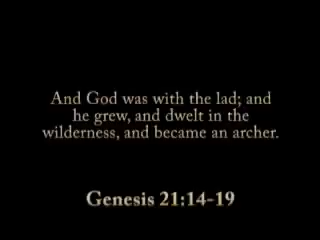 And God was with the lad; and
he grew, and dwelt in the
wilderness, and became an archer.
Genesis 21:14-19